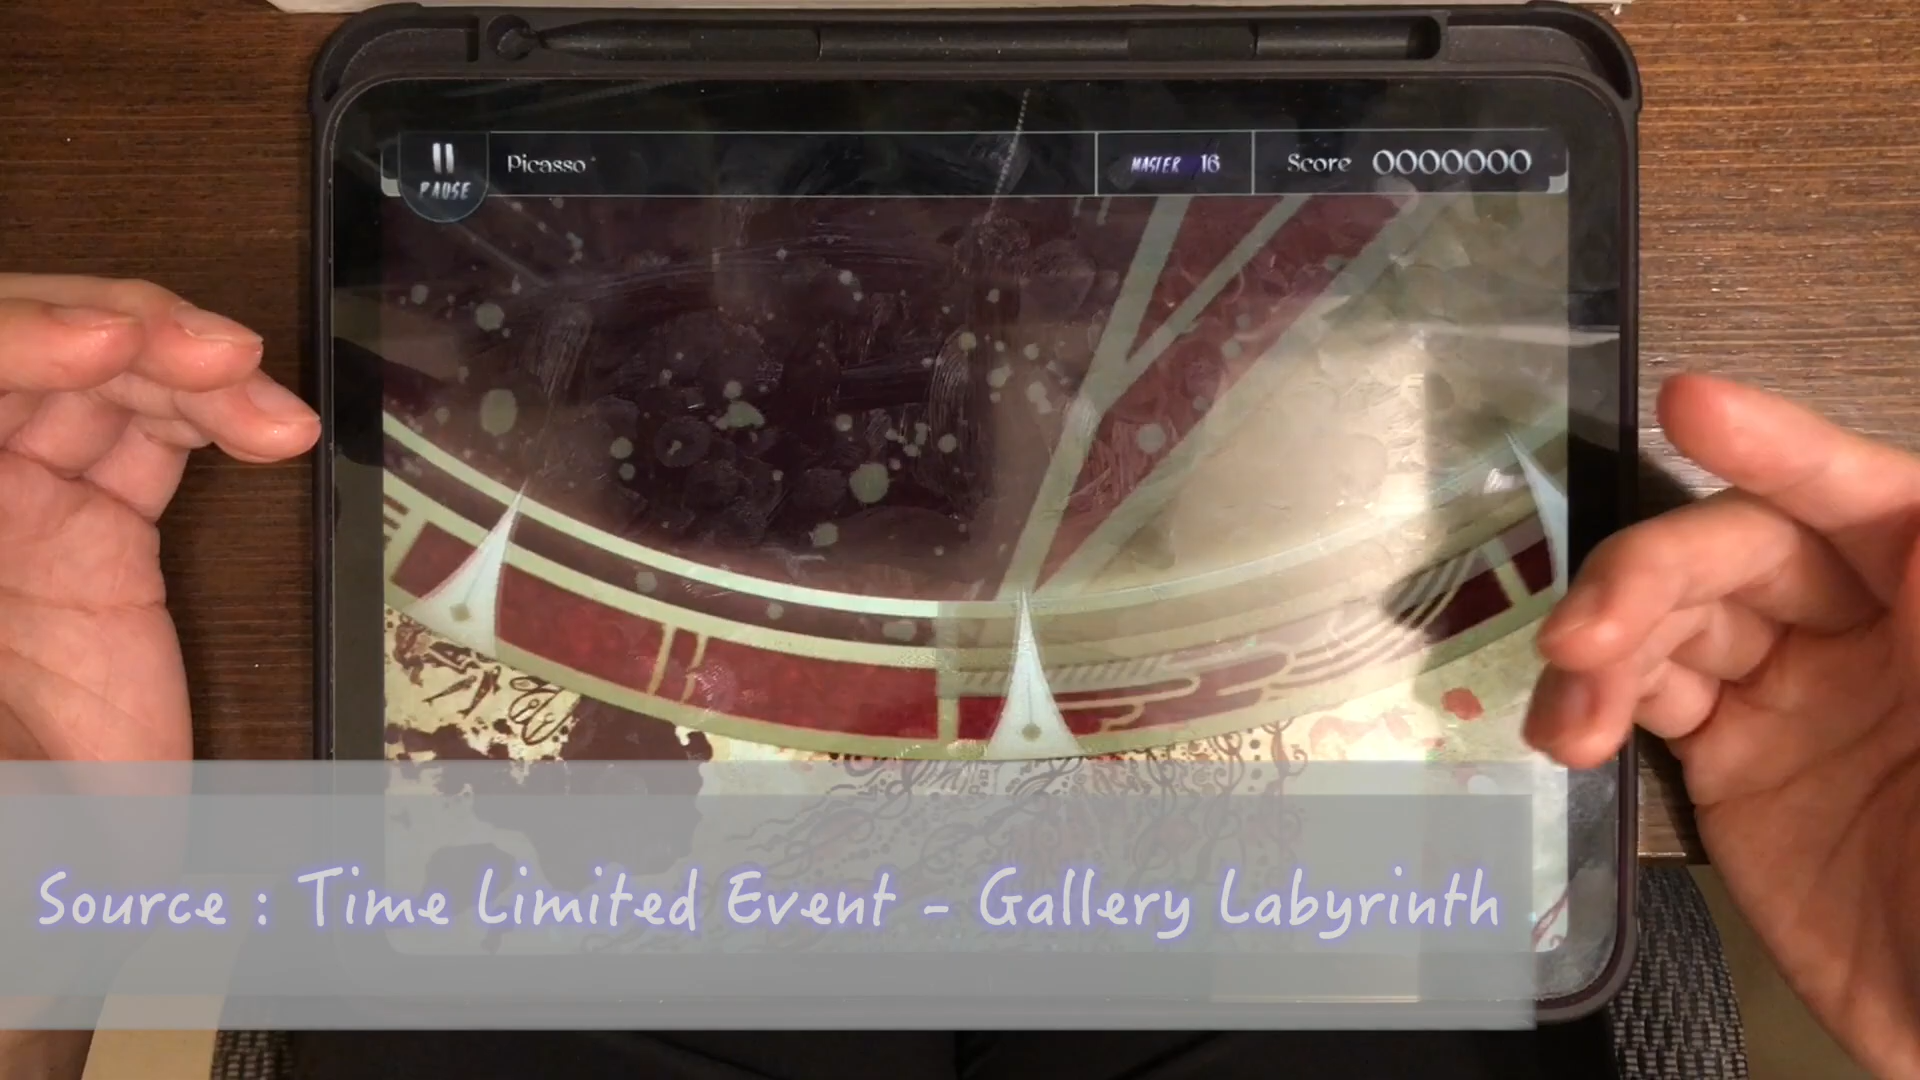 PAUSE
Picasso
MASTER 16
Score 0000000
Source : Time Limited Event - Gallery Labyrinth